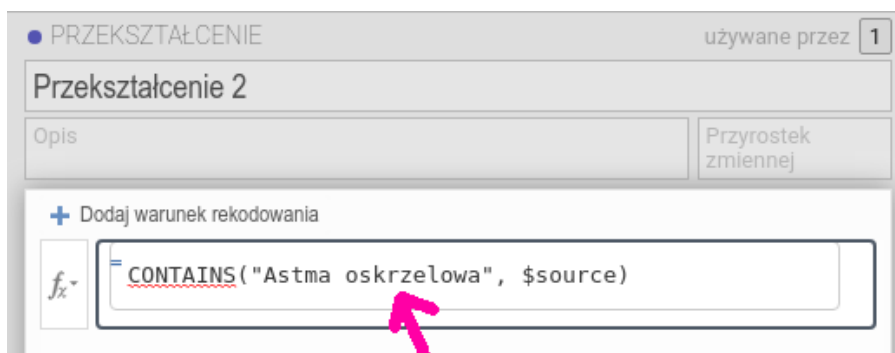 PRZEKSZTAŁCENIE
używane przez 1
Przekształcenie 2
Opis
Przyrostek
zmiennej
Dodaj warunek rekodowania
fx
= CONTAINS("Astma oskrzelowa", $source)